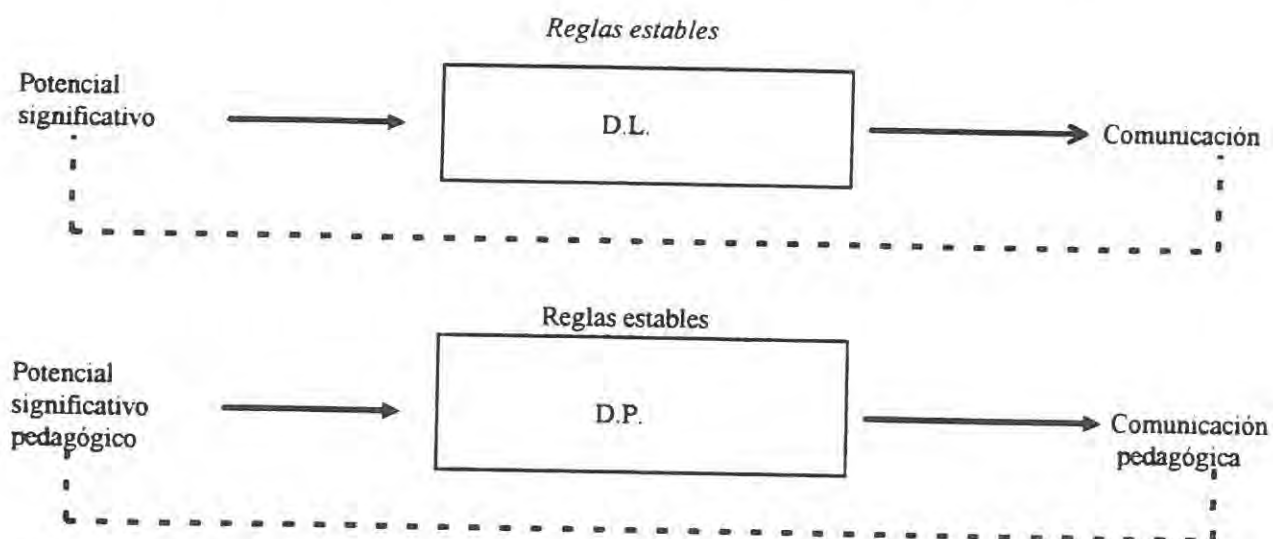 Reglas estables
Potencial
significativo
D.L.
Comunicación
Reglas estables
Potencial
significativo
pedagógico
D.P.
Comunicación
pedagógica